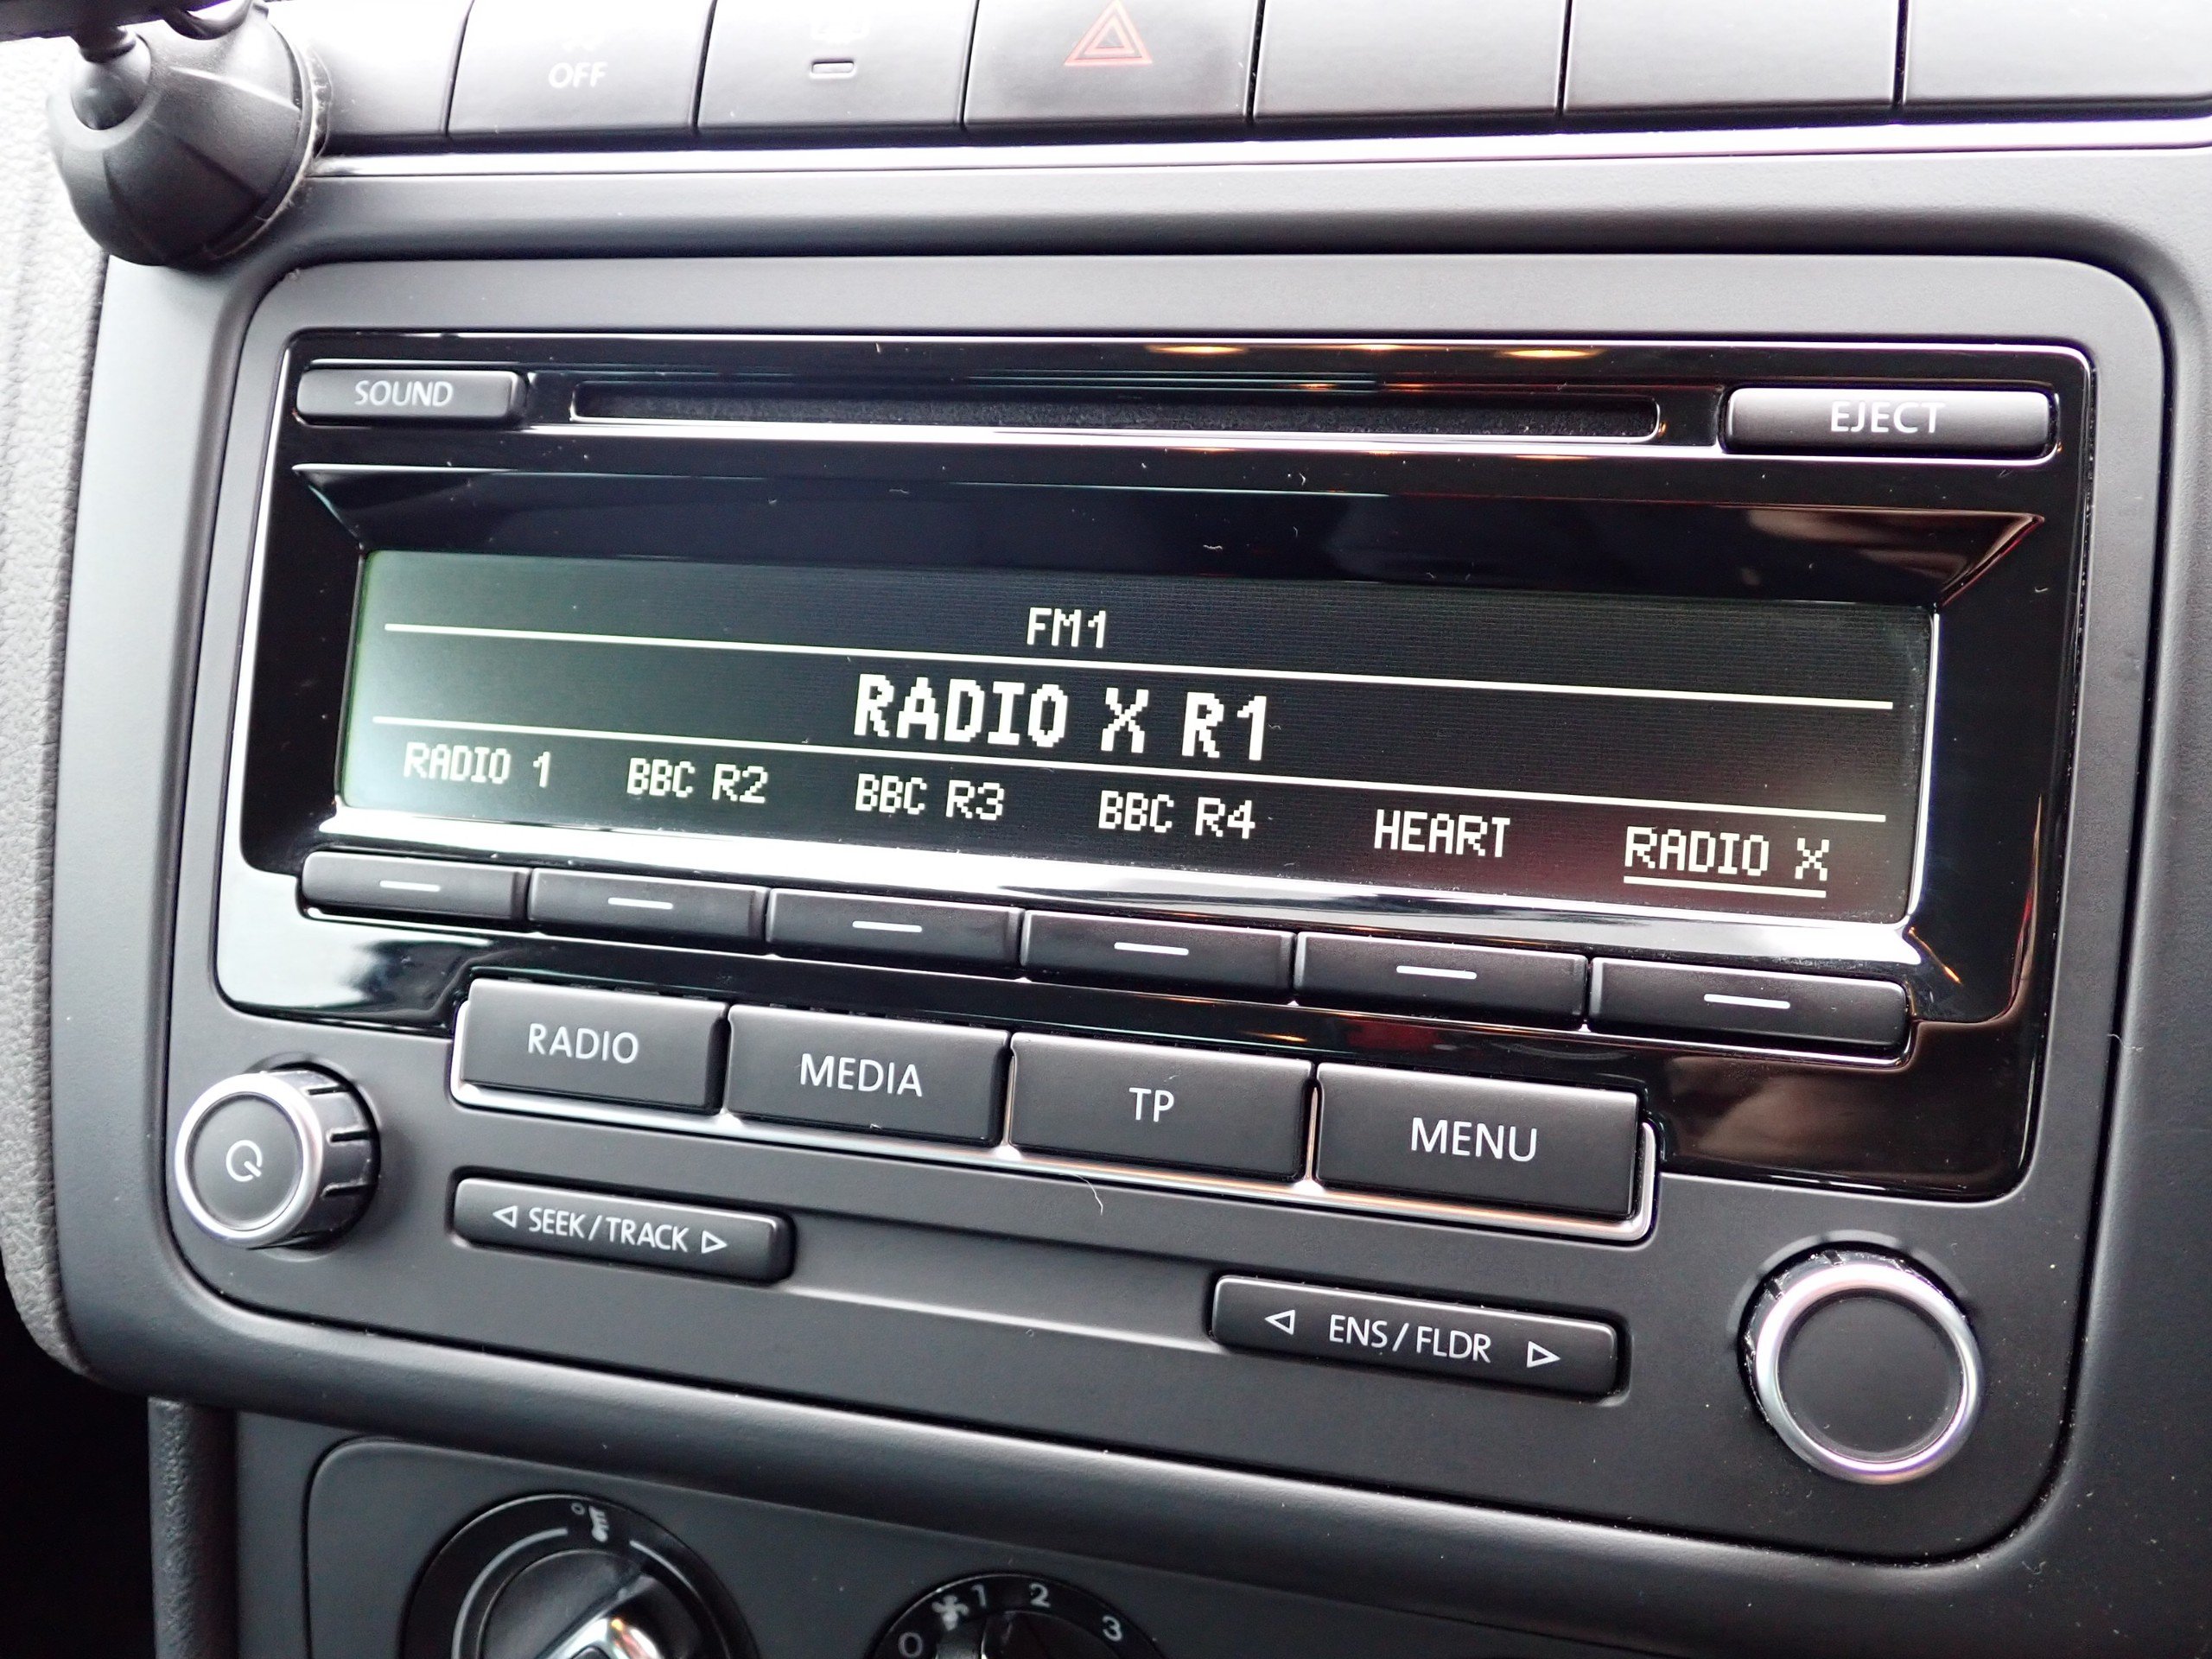 OFF
SOUND
EJECT
FM1
RADIO X R1
RADIO 1 BBC R2 BBC R3 BBC R4 HEART RADIO X
RADIO MEDIA TP MENU
SEEK/TRACK
ENS/FLDR
0 1 2 3